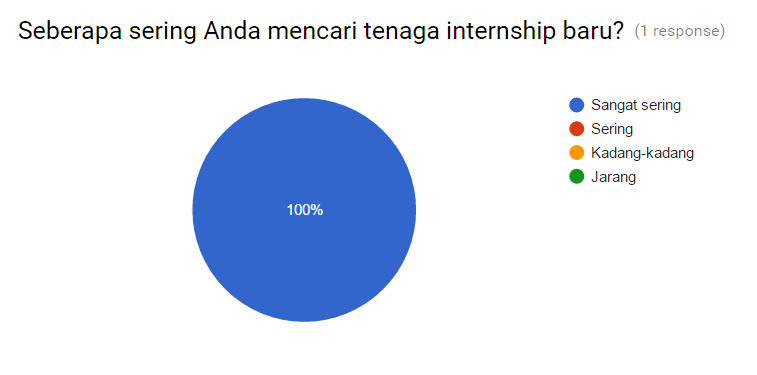 Seberapa sering Anda mencari tenaga internship baru? (1 response)
Sangat sering
Sering
Kadang-kadang
Jarang
100%